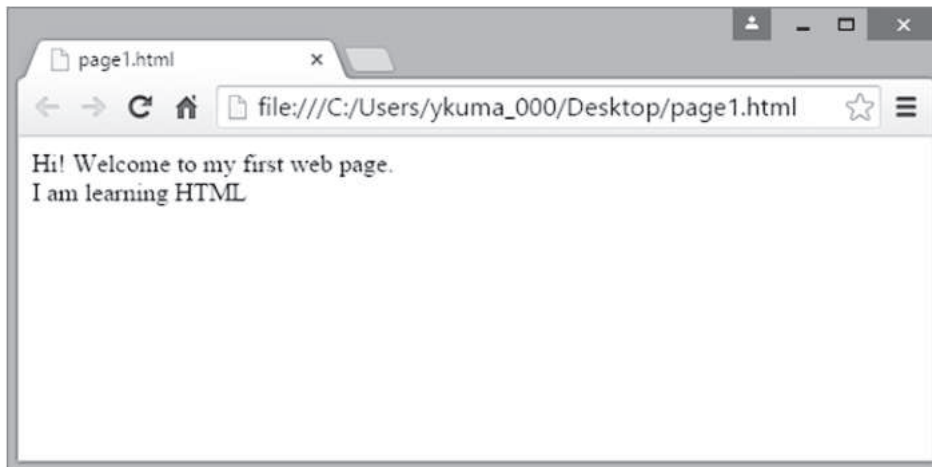 page1.html
file:///C:/Users/ykuma_000/Desktop/page1.html
Hi! Welcome to my first web page.
I am learning HTML